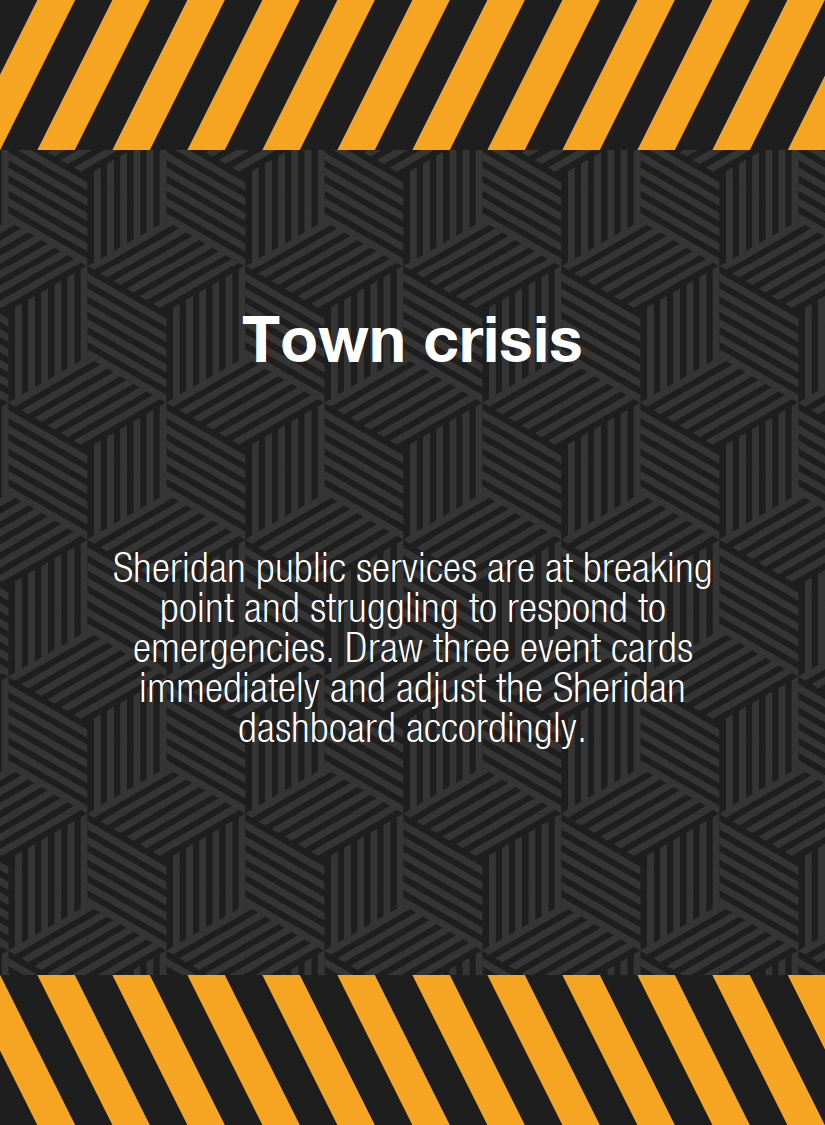 Town crisis
Sheridan public services are at breaking
point and struggling to respond to
emergencies. Draw three event cards
immediately and adjust the Sheridan
dashboard accordingly.